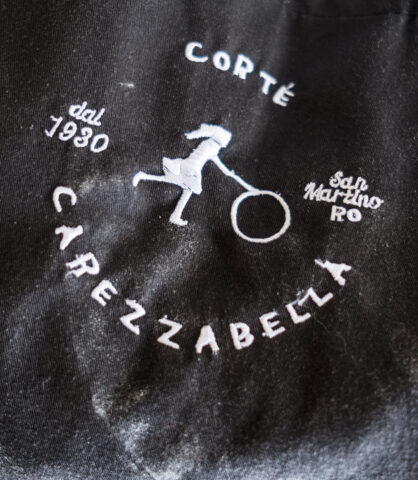 CORTÉ
dal
1930
San
Martino
RO
CAREZZABELLA